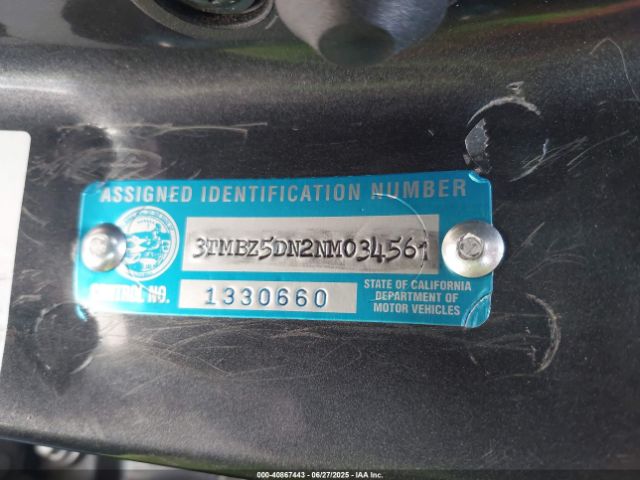 ASSIGNED IDENTIFICATION NUMBER
3TMBZ5DN2NM034561
CONTROL NO.
1330660
STATE OF CALIFORNIA
DEPARTMENT OF
MOTOR VEHICLES
000-40867443 | 06/27/2025 - IAA Inc.